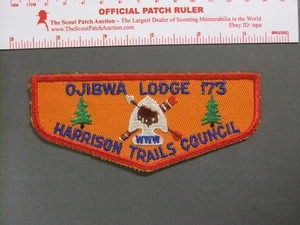 OFFICIAL PATCH RULER
The Scout Patch Auction – The Largest Dealer of Scouting Memorabilia in the World
www.TheScoutPatchAuction.com
Ebay ID: tspa
OJIBWA LODGE 173
WWW
HARRISON TRAILS COUNCIL